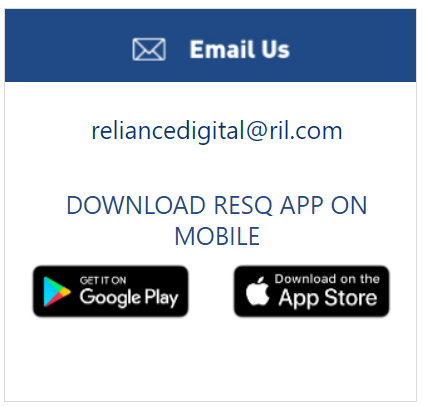 Email Us
reliancedigital@ril.com
DOWNLOAD RESQ APP ON
MOBILE
GET IT ON
Google Play
Download on the
App Store